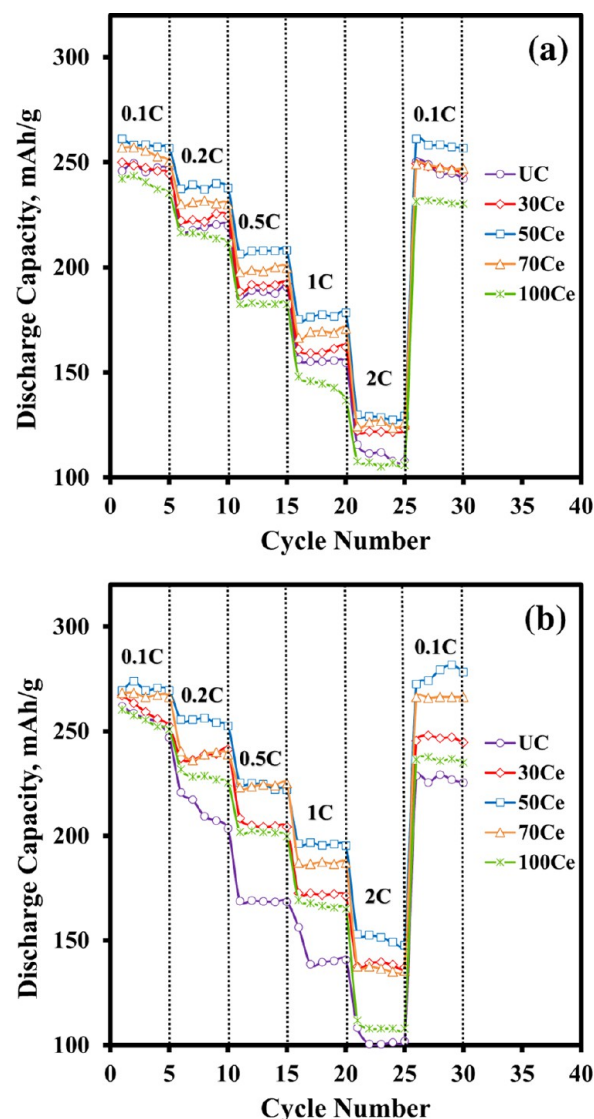 (a)
300
250
200
150
100
0.1C
0.2C
0.5C
1C
2C
0.1C
UC
30Ce
50Ce
70Ce
100Ce
Discharge Capacity, mAh/g
0 5 10 15 20 25 30 35 40
Cycle Number
(b)
300
250
200
150
100
0.1C
0.2C
0.5C
1C
2C
0.1C
UC
30Ce
50Ce
70Ce
100Ce
Discharge Capacity, mAh/g
0 5 10 15 20 25 30 35 40
Cycle Number